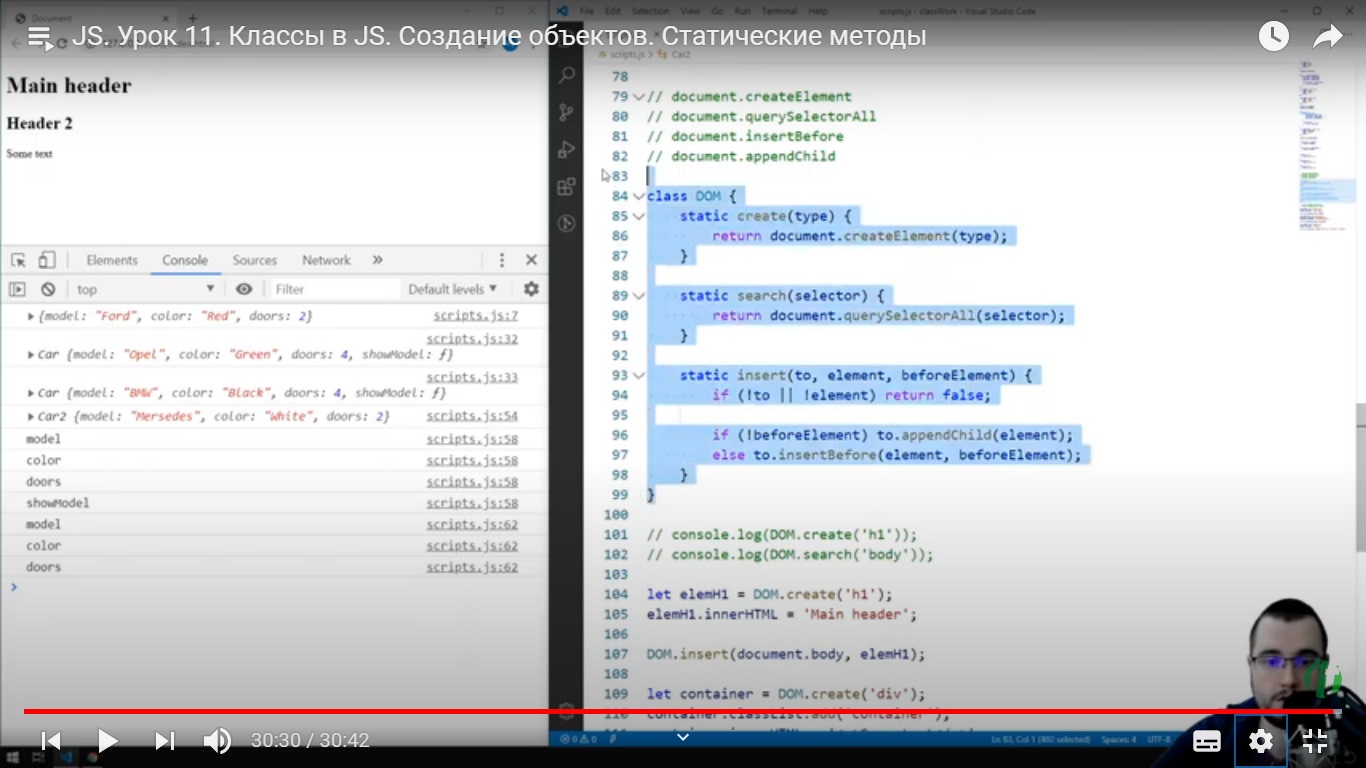 Document
File Edit Selection View Go Run Terminal Help
scripts.js - classWork - Visual Studio Code
JS. Урок 11. Классы в JS. Создание объектов. Статические методы
Main header
Header 2
Some text
Elements Console Sources Network »
top Filter Default levels ▼
{model: "Ford", color: "Red", doors: 2} scripts.js:7
scripts.js:32
Car {model: "Opel", color: "Green", doors: 4, showModel: ƒ}
scripts.js:33
Car {model: "BMW", color: "Black", doors: 4, showModel: ƒ}
Car2 {model: "Mersedes", color: "White", doors: 2} scripts.js:54
model scripts.js:58
color scripts.js:58
doors scripts.js:58
showModel scripts.js:58
model scripts.js:62
color scripts.js:62
doors scripts.js:62
scripts.js > Car2
78
79 // document.createElement
80 // document.querySelectorAll
81 // document.insertBefore
82 // document.appendChild
83
84 class DOM {
85 static create(type) {
86 return document.createElement(type);
87 }
88
89 static search(selector) {
90 return document.querySelectorAll(selector);
91 }
92
93 static insert(to, element, beforeElement) {
94 if (!to || !element) return false;
95
96 if (!beforeElement) to.appendChild(element);
97 else to.insertBefore(element, beforeElement);
98 }
99 }
100
101 // console.log(DOM.create('h1'));
102 // console.log(DOM.search('body'));
103
104 let elemH1 = DOM.create('h1');
105 elemH1.innerHTML = 'Main header';
106
107 DOM.insert(document.body, elemH1);
108
109 let container = DOM.create('div');
110 container.classList.add('container');
30:30 / 30:42
Spaces: 4 UTF-8